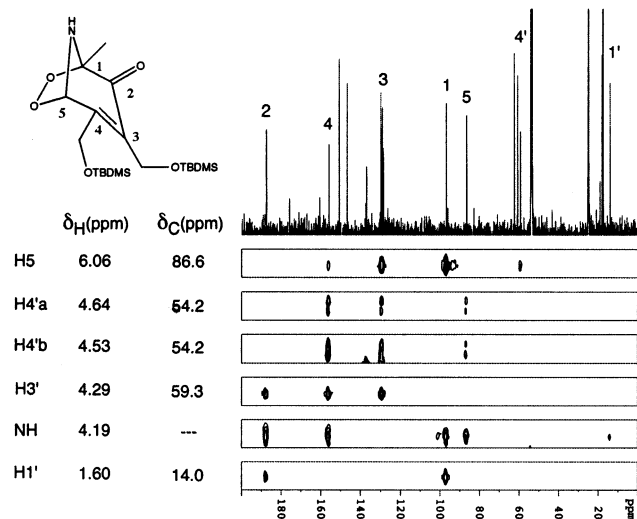 H
N
1
O
O
2
O
5
4
3
OTBDMS
OTBDMS
2
4
3
1
5
4'
1'
δH(ppm) δC(ppm)
H5 6.06 86.6
H4'a 4.64 54.2
H4'b 4.53 54.2
H3' 4.29 59.3
NH 4.19 ---
H1' 1.60 14.0
180 160 140 120 100 80 60 40 20 ppm